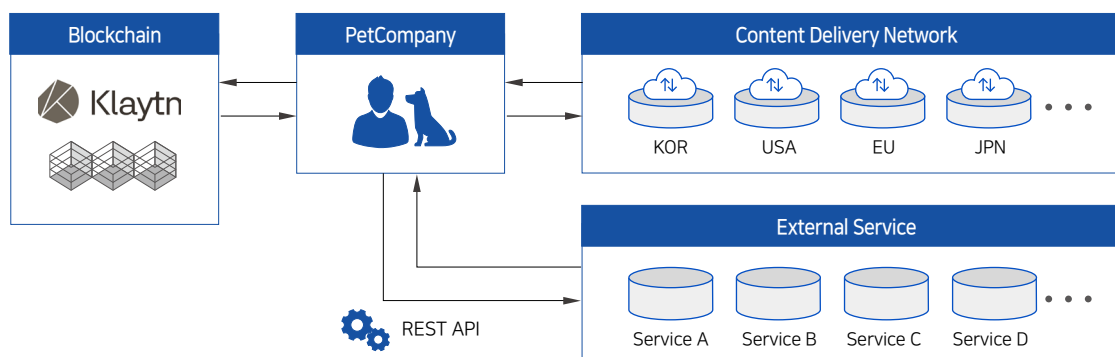 Blockchain
Klaytn
PetCompany
Content Delivery Network
KOR USA EU JPN
External Service
Service A Service B Service C Service D
REST API